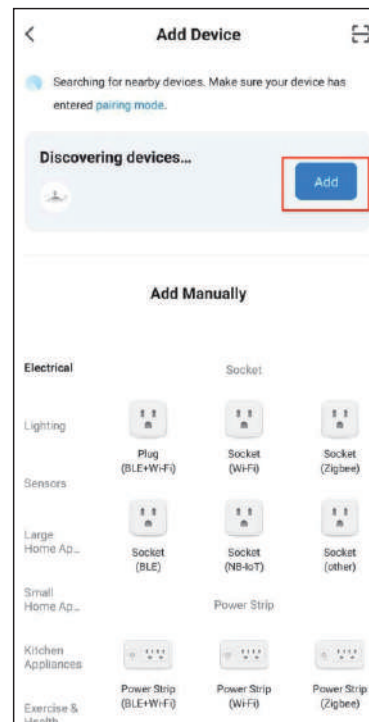 Add Device
Searching for nearby devices. Make sure your device has
entered pairing mode.
Discovering devices...
Add
Add Manually
Electrical
Socket
Lighting
Plug
(BLE+Wi-Fi)
Socket
(Wi-Fi)
Socket
(Zigbee)
Sensors
Large
Home Ap...
Socket
(BLE)
Socket
(NB-IoT)
Socket
(other)
Small
Home Ap...
Power Strip
Kitchen
Appliances
Power Strip
(BLE+Wi-Fi)
Power Strip
(Wi-Fi)
Power Strip
(Zigbee)
Exercise &
Health